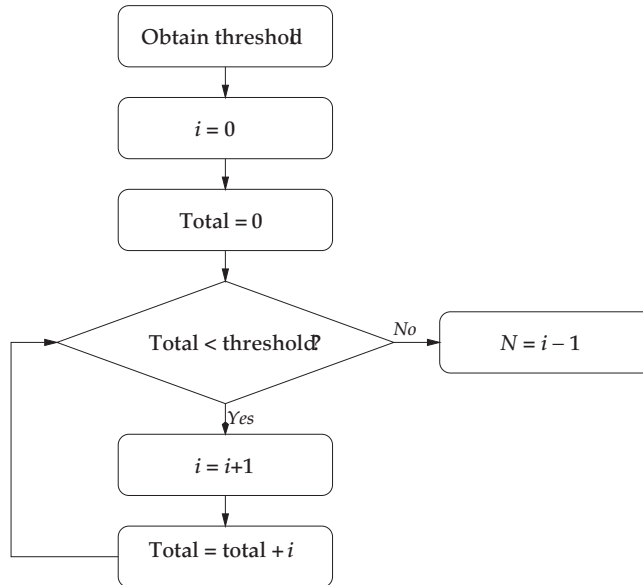 Obtain threshold
i = 0
Total = 0
Total < threshold?
No
N = i − 1
Yes
i = i+1
Total = total + i